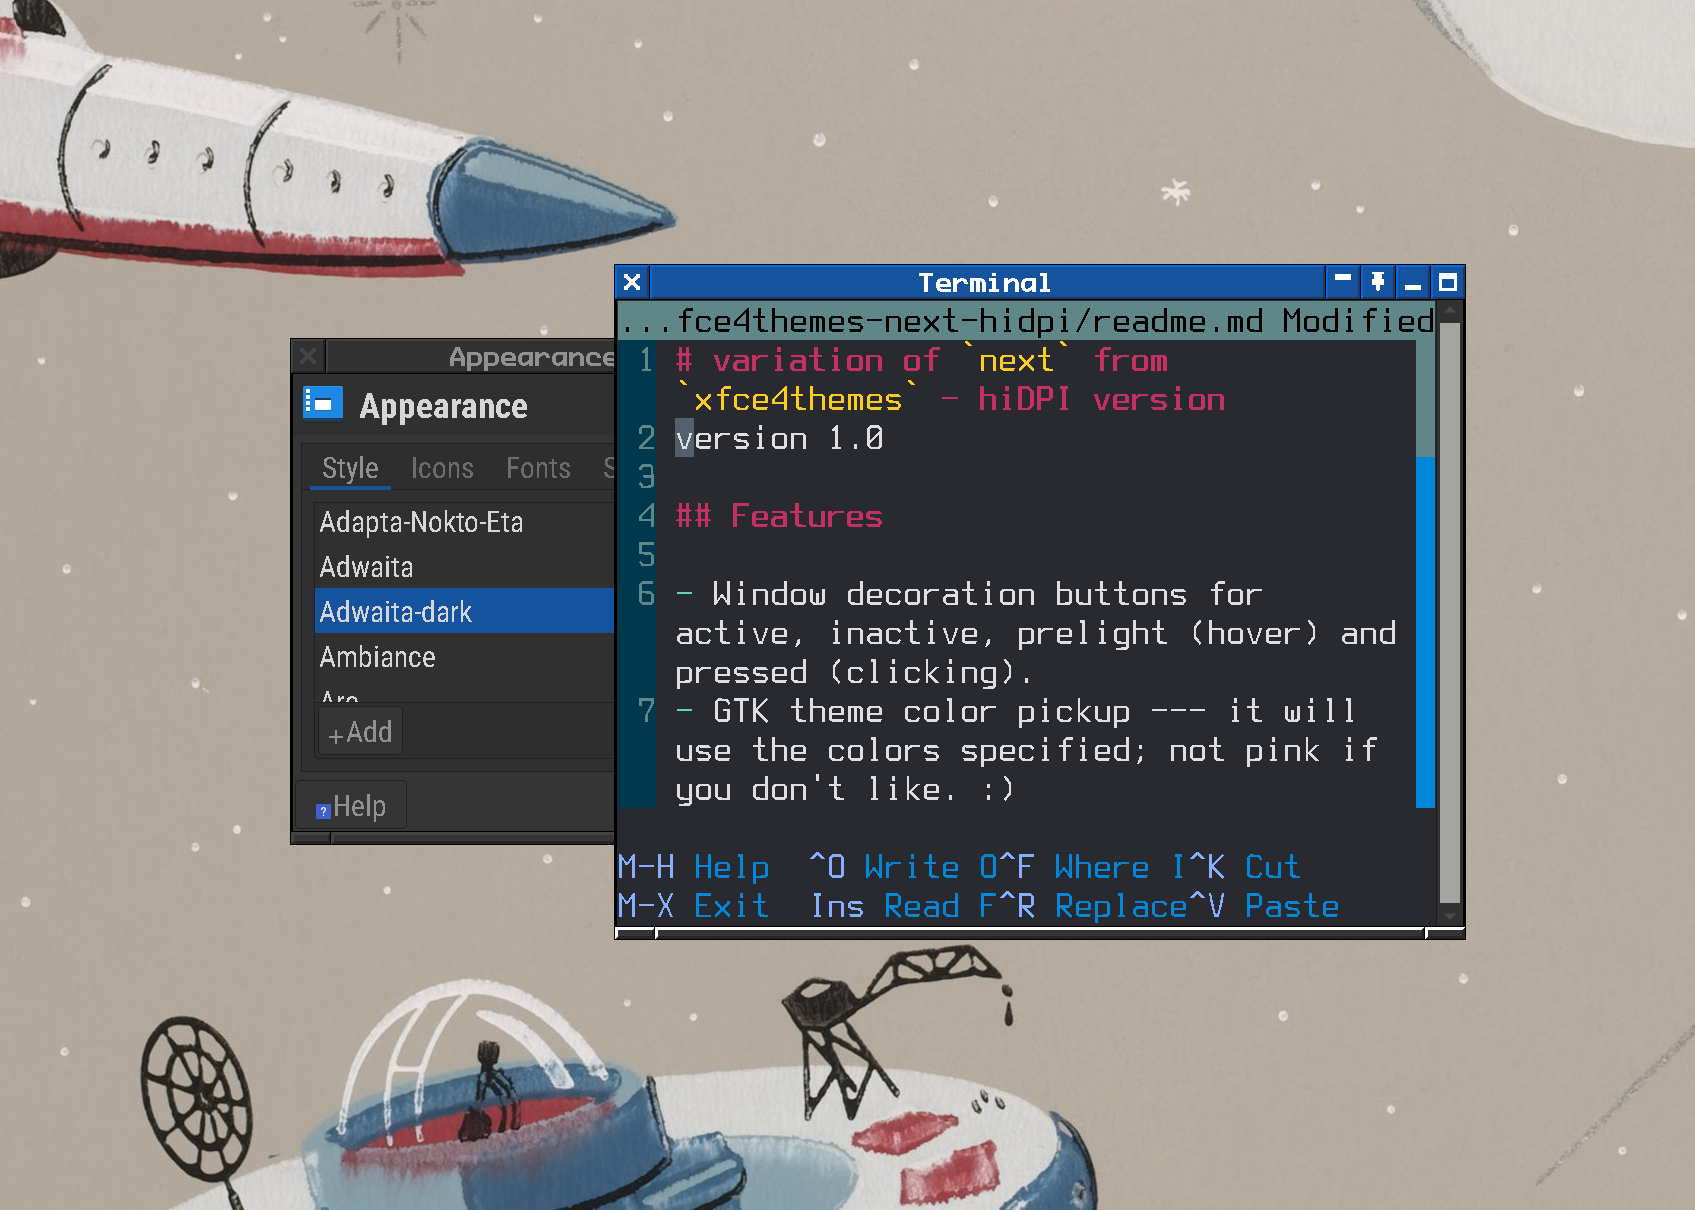 Terminal
...fce4themes-next-hidpi/readme.md Modified
1 # variation of `next` from
`xfce4themes` - hiDPI version
2 version 1.0
3
4 ## Features
5
6 - Window decoration buttons for
active, inactive, prelight (hover) and
pressed (clicking).
7 - GTK theme color pickup --- it will
use the colors specified; not pink if
you don't like. :)
M-H Help ^O Write O^F Where I^K Cut
M-X Exit Ins Read F^R Replace^V Paste
Appearance
Appearance
Style Icons Fonts S
Adapta-Nokto-Eta
Adwaita
Adwaita-dark
Ambiance
Arc
+Add
Help